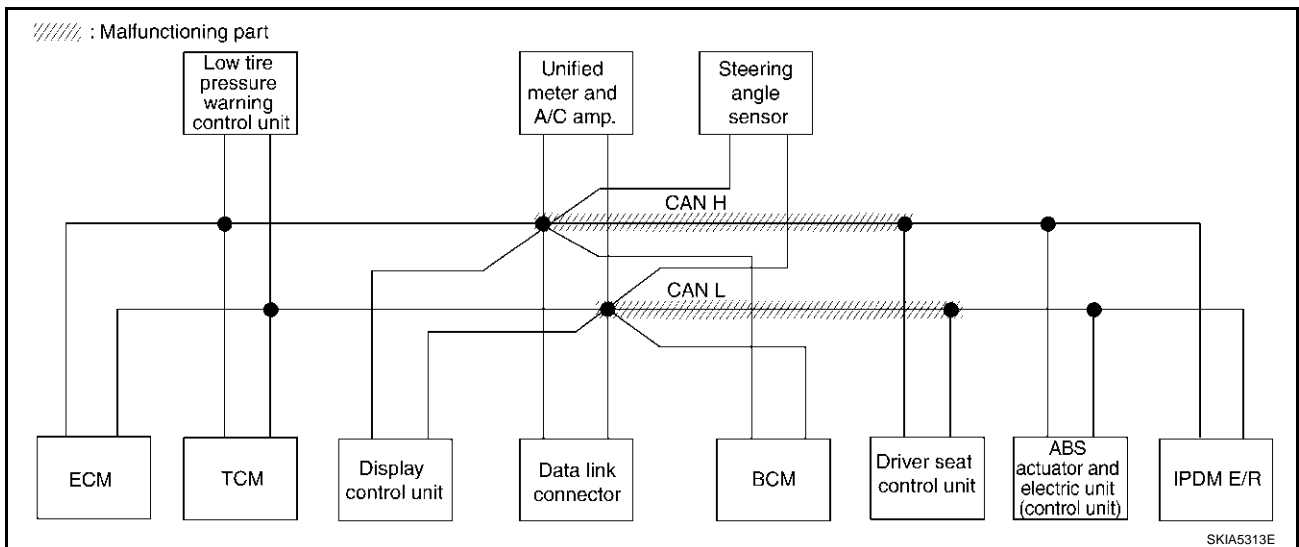 : Malfunctioning part
Low tire
pressure
warning
control unit
Unified
meter and
A/C amp.
Steering
angle
sensor
CAN H
CAN L
ECM
TCM
Display
control unit
Data link
connector
BCM
Driver seat
control unit
ABS
actuator and
electric unit
(control unit)
IPDM E/R
SKIA5313E